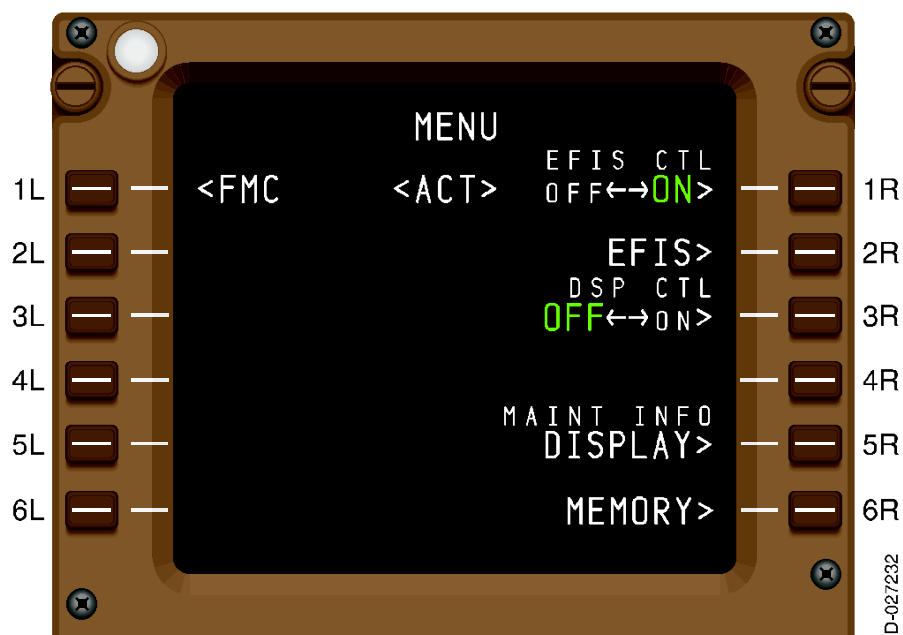 MENU
EFIS CTL
1L <FMC <ACT> OFF←→ON> 1R
2L EFIS> 2R
DSP CTL
3L OFF←→ON> 3R
4L 4R
MAINT INFO
5L DISPLAY> 5R
6L MEMORY> 6R
D-027232